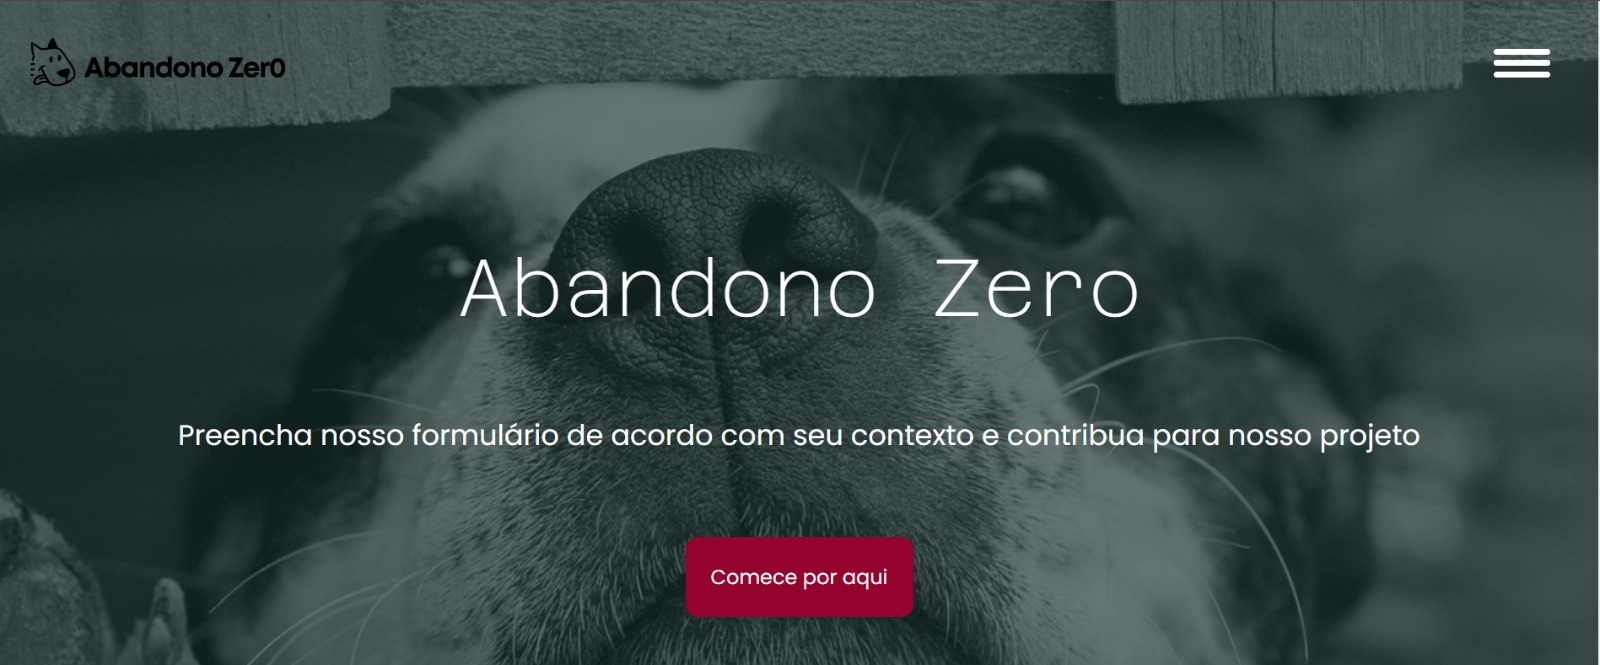 Abandono Zer0
Abandono Zero
Preencha nosso formulário de acordo com seu contexto e contribua para nosso projeto
Comece por aqui